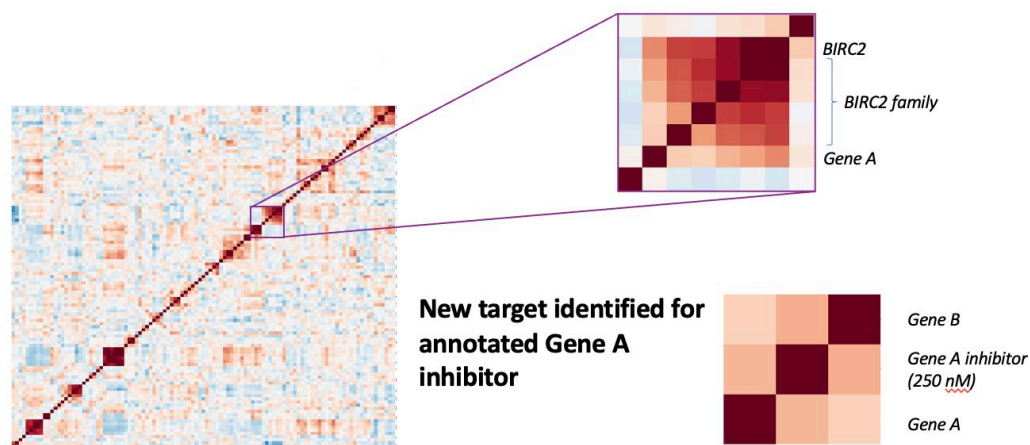 BIRC2
BIRC2 family
Gene A
New target identified for
annotated Gene A
inhibitor
Gene B
Gene A inhibitor
(250 nM)
Gene A